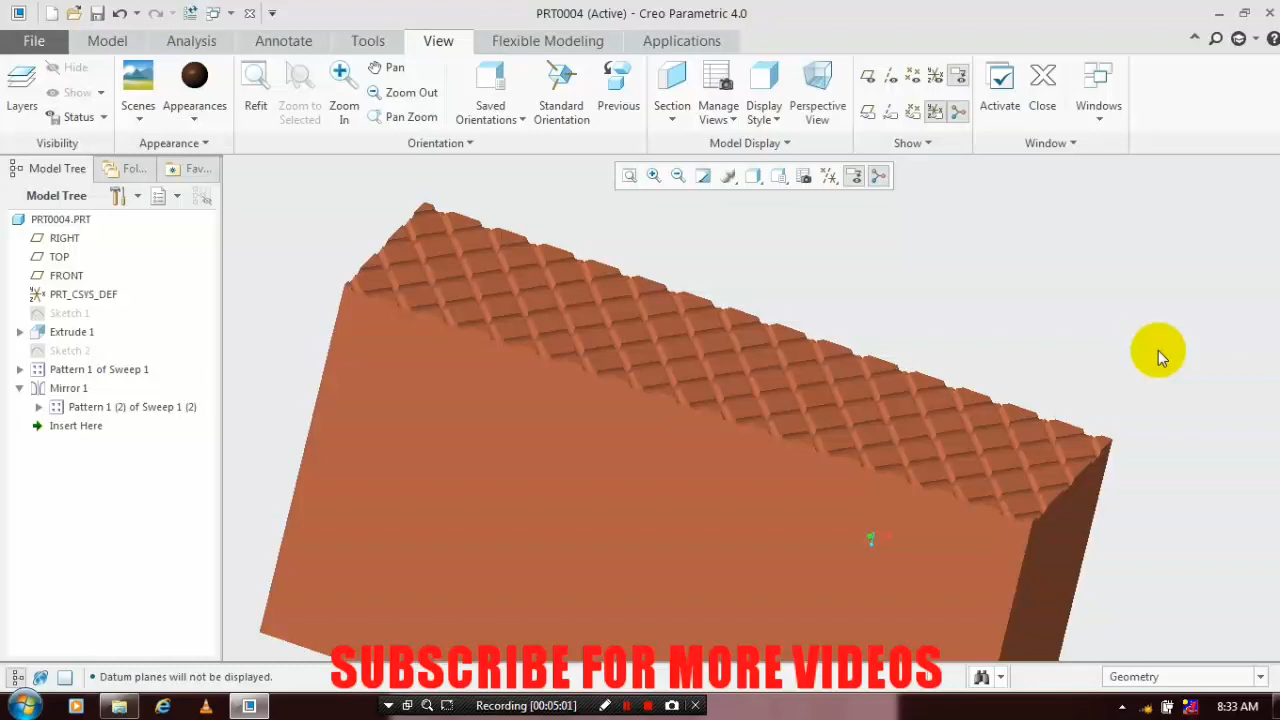 PRT0004 (Active) - Creo Parametric 4.0
File Model Analysis Annotate Tools View Flexible Modeling Applications
Layers
Hide
Show
Status
Visibility
Scenes
Appearances
Appearance
Refit
Zoom to Selected
Zoom In
Pan
Zoom Out
Pan Zoom
Saved Orientations
Standard Orientation
Previous
Orientation
Section
Manage Views
Display Style
Perspective View
Model Display
Show
Activate
Close
Windows
Window
Model Tree Fol... Fav...
Model Tree
PRT0004.PRT
RIGHT
TOP
FRONT
PRT_CSYS_DEF
Sketch 1
Extrude 1
Sketch 2
Pattern 1 of Sweep 1
Mirror 1
Pattern 1 (2) of Sweep 1 (2)
Insert Here
SUBSCRIBE FOR MORE VIDEOS
• Datum planes will not be displayed.
Geometry
Recording [00:05:01]
8:33 AM